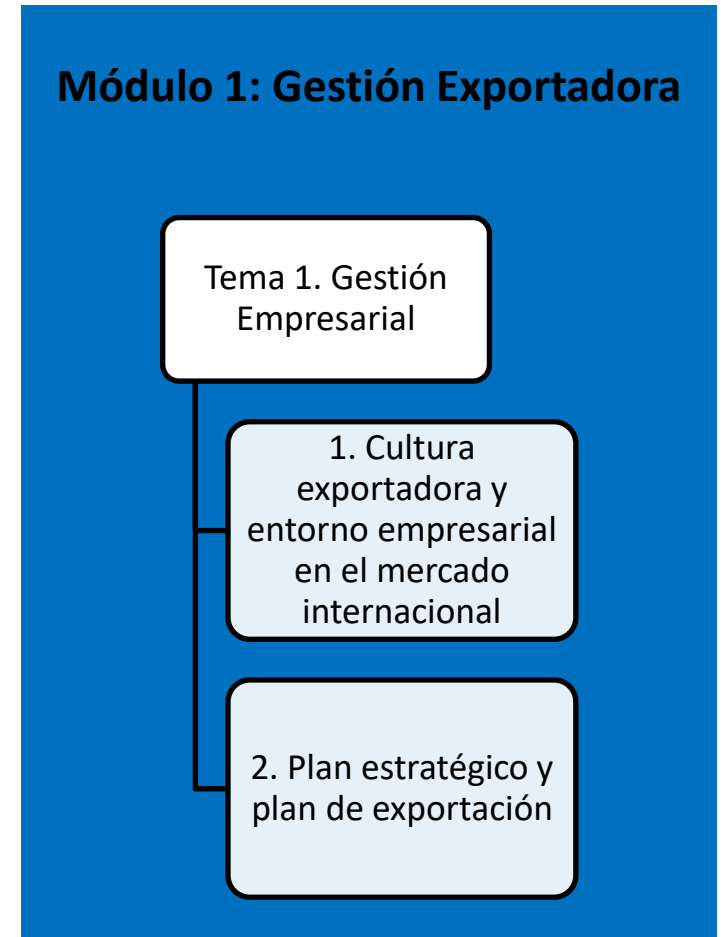 Módulo 1: Gestión Exportadora
Tema 1. Gestión
Empresarial
1. Cultura
exportadora y
entorno empresarial
en el mercado
internacional
2. Plan estratégico y
plan de exportación